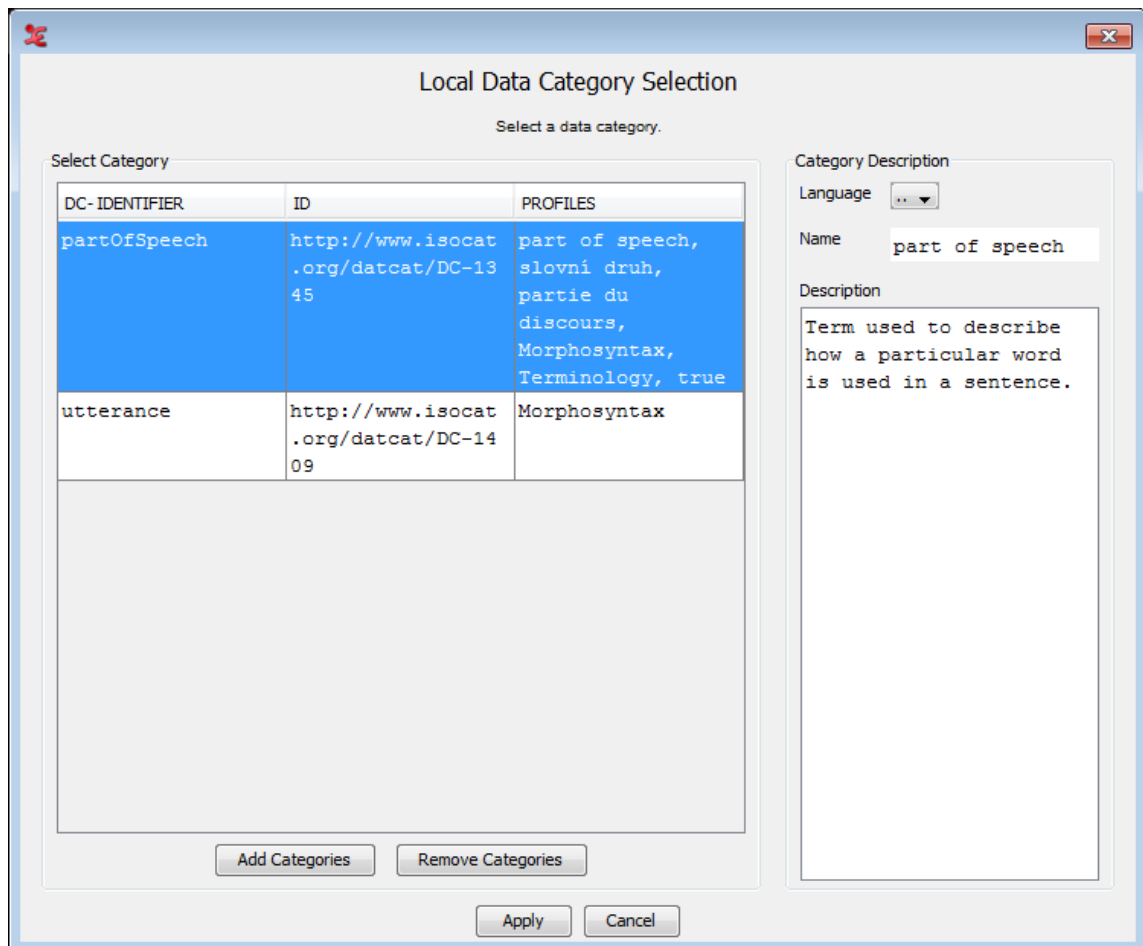 Local Data Category Selection
Select a data category.
Select Category
DC- IDENTIFIER ID PROFILES
partOfSpeech
http://www.isocat
.org/datcat/DC-13
45
part of speech,
slovní druh,
partie du
discours,
Morphosyntax,
Terminology, true
utterance
http://www.isocat
.org/datcat/DC-14
09
Morphosyntax
Add Categories Remove Categories
Category Description
Language ..
Name part of speech
Description
Term used to describe
how a particular word
is used in a sentence.
Apply Cancel